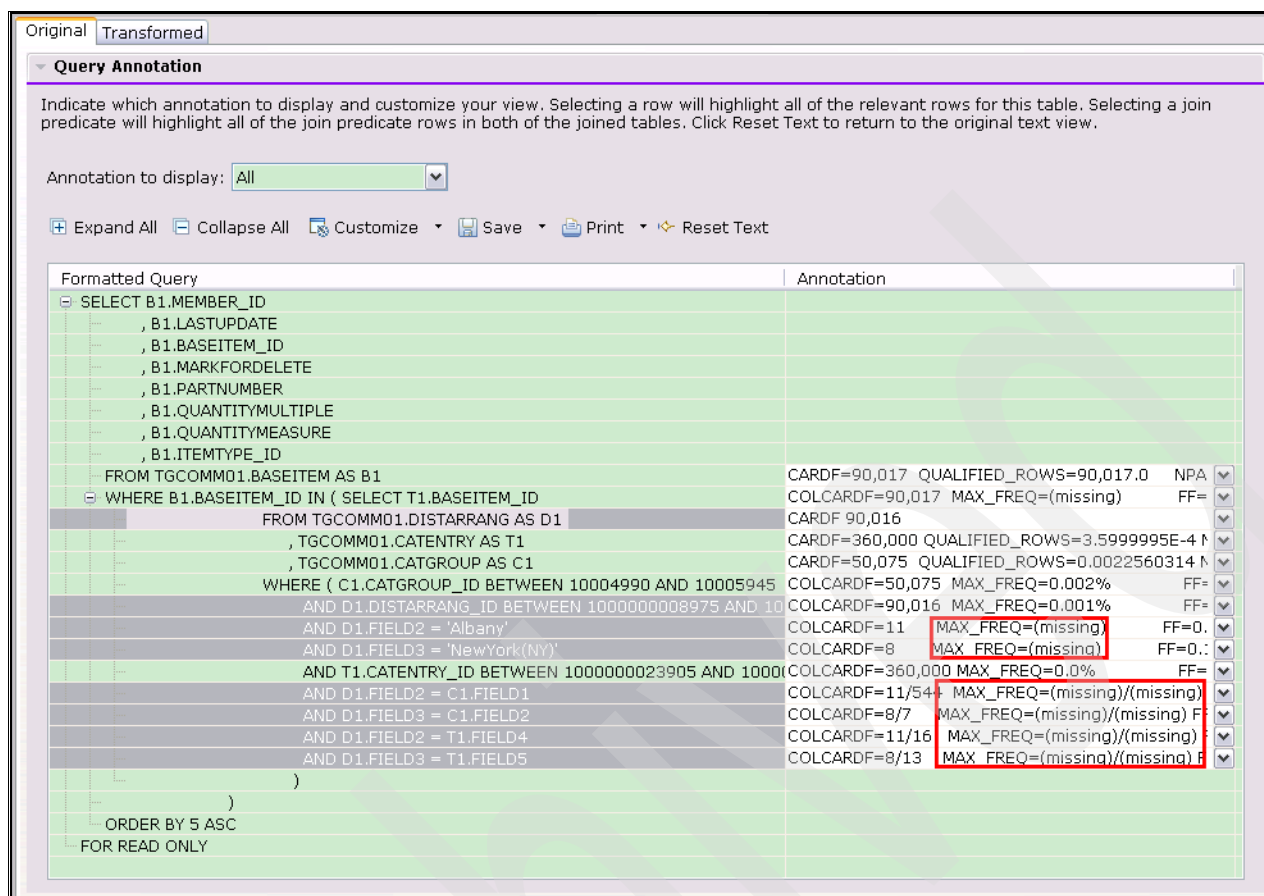 Original Transformed
Query Annotation
Indicate which annotation to display and customize your view. Selecting a row will highlight all of the relevant rows for this table. Selecting a join
predicate will highlight all of the join predicate rows in both of the joined tables. Click Reset Text to return to the original text view.
Annotation to display: All
Expand All Collapse All Customize Save Print Reset Text
Formatted Query Annotation
SELECT B1.MEMBER_ID
, B1.LASTUPDATE
, B1.BASEITEM_ID
, B1.MARKFORDELETE
, B1.PARTNUMBER
, B1.QUANTITYMULTIPLE
, B1.QUANTITYMEASURE
, B1.ITEMTYPE_ID
FROM TGCOMM01.BASEITEM AS B1 CARDF=90,017 QUALIFIED_ROWS=90,017.0 NPA
WHERE B1.BASEITEM_ID IN ( SELECT T1.BASEITEM_ID COLCARDF=90,017 MAX_FREQ=(missing) FF=
FROM TGCOMM01.DISTARRANG AS D1 CARDF 90,016
, TGCOMM01.CATENTRY AS T1 CARDF=360,000 QUALIFIED_ROWS=3.5999995E-4
, TGCOMM01.CATGROUP AS C1 CARDF=50,075 QUALIFIED_ROWS=0.0022560314
WHERE ( C1.CATGROUP_ID BETWEEN 10004990 AND 10005945 COLCARDF=50,075 MAX_FREQ=0.002% FF=
AND D1.DISTARRANG_ID BETWEEN 1000000008975 AND 10 COLCARDF=90,016 MAX_FREQ=0.001% FF=
AND D1.FIELD2 = 'Albany' COLCARDF=11 MAX_FREQ=(missing) FF=0.
AND D1.FIELD3 = 'NewYork(NY)' COLCARDF=8 MAX_FREQ=(missing) FF=0.
AND T1.CATENTRY_ID BETWEEN 1000000023905 AND 1000 COLCARDF=360,000 MAX_FREQ=0.0% FF=
AND D1.FIELD2 = C1.FIELD1 COLCARDF=11/544 MAX_FREQ=(missing)/(missing)
AND D1.FIELD3 = C1.FIELD2 COLCARDF=8/7 MAX_FREQ=(missing)/(missing) F
AND D1.FIELD2 = T1.FIELD4 COLCARDF=11/16 MAX_FREQ=(missing)/(missing)
AND D1.FIELD3 = T1.FIELD5 COLCARDF=8/13 MAX_FREQ=(missing)/(missing) F
)
)
ORDER BY 5 ASC
FOR READ ONLY